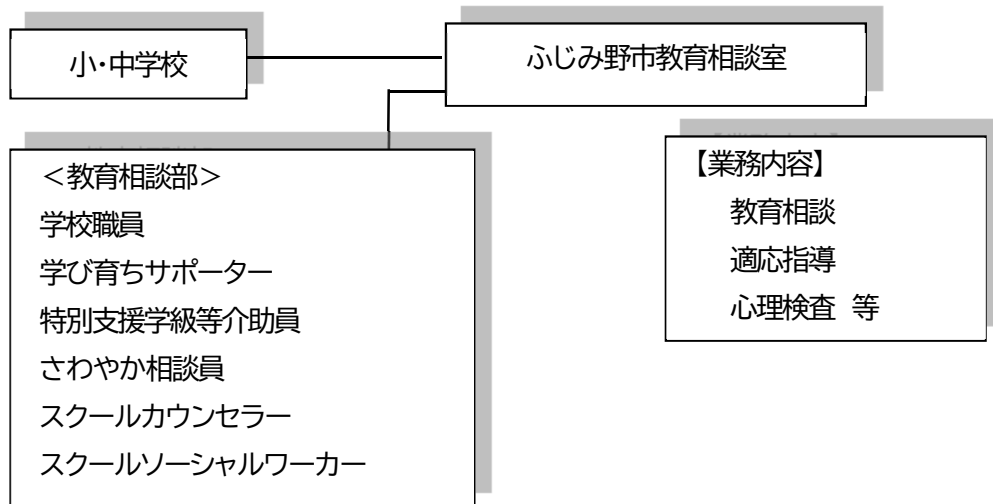 小・中学校
ふじみ野市教育相談室
＜教育相談部＞
学校職員
学び育ちサポーター
特別支援学級等介助員
さわやか相談員
スクールカウンセラー
スクールソーシャルワーカー
【業務内容】
教育相談
適応指導
心理検査 等